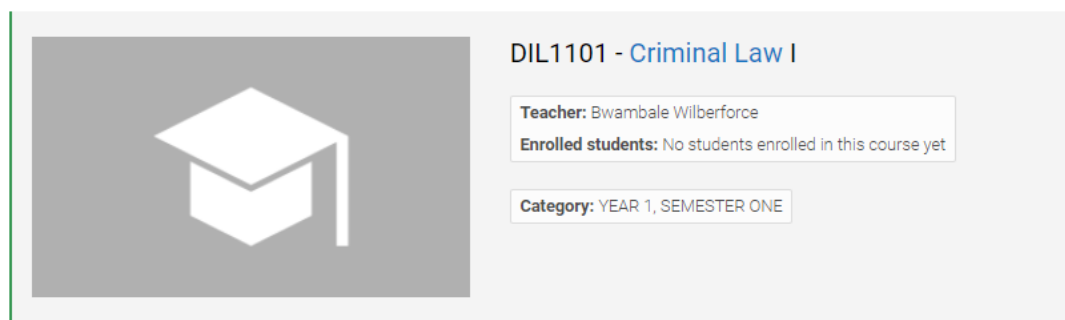 DIL1101 - Criminal Law I
Teacher: Bwambale Wilberforce
Enrolled students: No students enrolled in this course yet
Category: YEAR 1, SEMESTER ONE